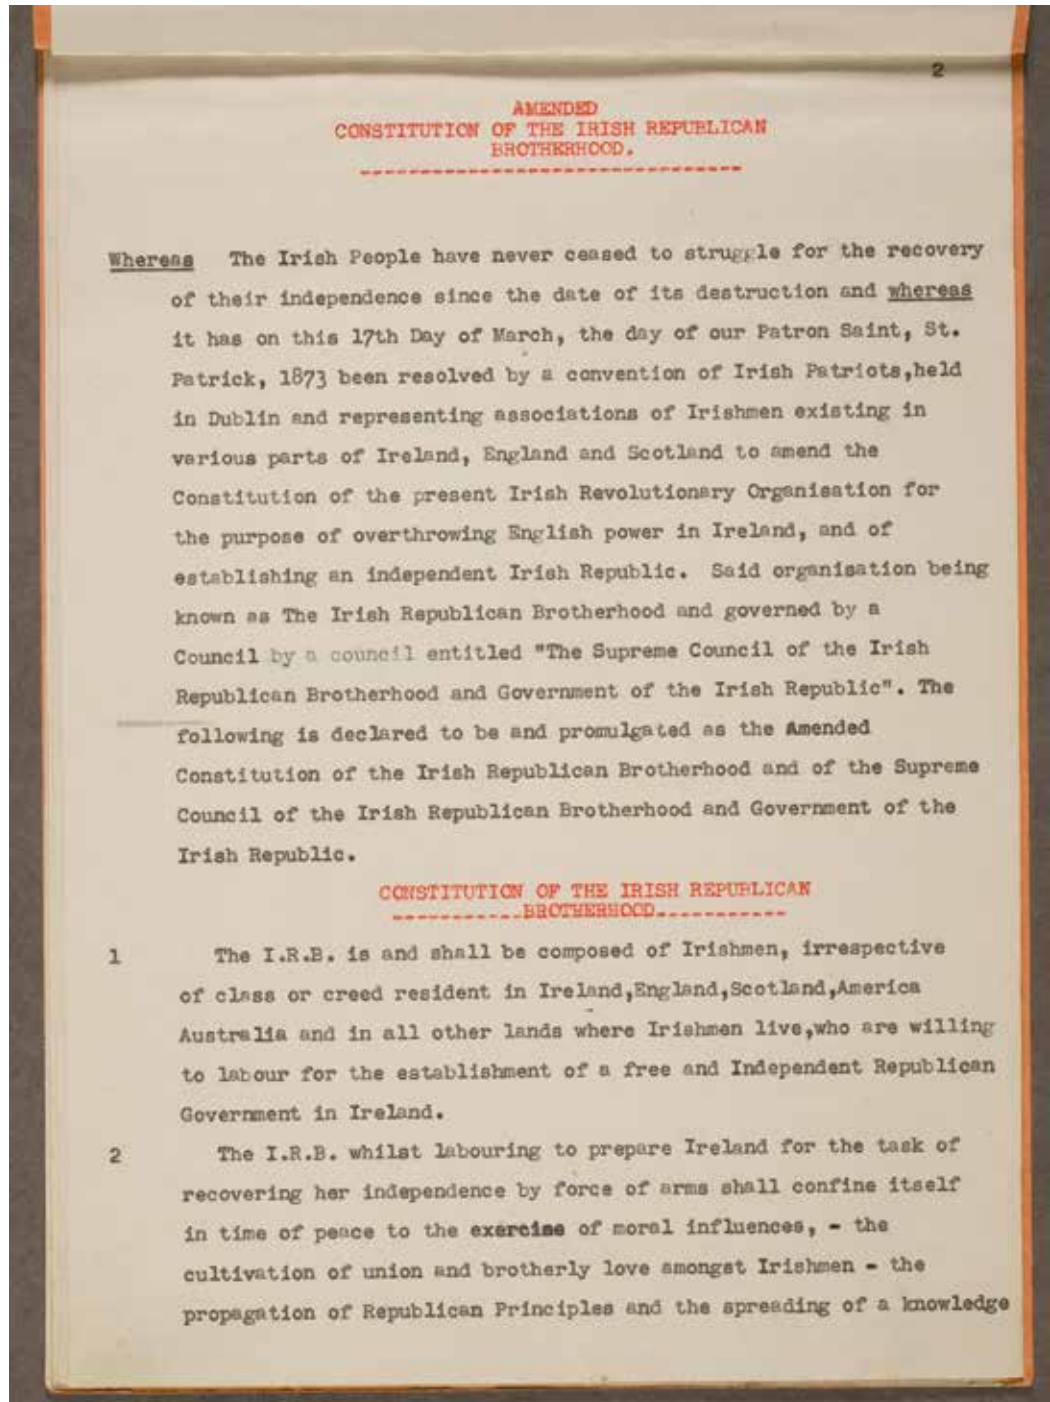 2
AMENDED
CONSTITUTION OF THE IRISH REPUBLICAN
BROTHERHOOD.
--------------------------------
Whereas The Irish People have never ceased to struggle for the recovery
of their independence since the date of its destruction and whereas
it has on this 17th Day of March, the day of our Patron Saint, St.
Patrick, 1873 been resolved by a convention of Irish Patriots,held
in Dublin and representing associations of Irishmen existing in
various parts of Ireland, England and Scotland to amend the
Constitution of the present Irish Revolutionary Organisation for
the purpose of overthrowing English power in Ireland, and of
establishing an independent Irish Republic. Said organisation being
known as The Irish Republican Brotherhood and governed by a
Council by a council entitled "The Supreme Council of the Irish
Republican Brotherhood and Government of the Irish Republic". The
following is declared to be and promulgated as the Amended
Constitution of the Irish Republican Brotherhood and of the Supreme
Council of the Irish Republican Brotherhood and Government of the
Irish Republic.
CONSTITUTION OF THE IRISH REPUBLICAN
-----------BROTHERHOOD-----------
1 The I.R.B. is and shall be composed of Irishmen, irrespective
of class or creed resident in Ireland,England,Scotland,America
Australia and in all other lands where Irishmen live,who are willing
to labour for the establishment of a free and Independent Republican
Government in Ireland.
2 The I.R.B. whilst labouring to prepare Ireland for the task of
recovering her independence by force of arms shall confine itself
in time of peace to the exercise of moral influences, - the
cultivation of union and brotherly love amongst Irishmen - the
propagation of Republican Principles and the spreading of a knowledge